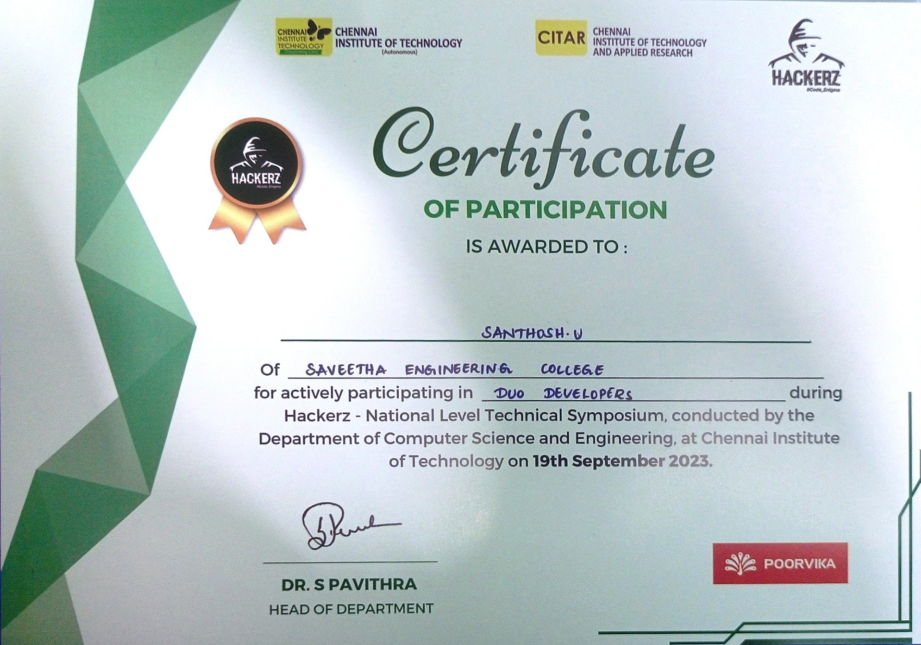 CHENNAI INSTITUTE OF TECHNOLOGY
CHENNAI
INSTITUTE OF TECHNOLOGY
(Autonomous)
CITAR
CHENNAI
INSTITUTE OF TECHNOLOGY
AND APPLIED RESEARCH
HACKERZ
#Code_Enigma
HACKERZ
Certificate
OF PARTICIPATION
IS AWARDED TO :
SANTHOSH. V
Of SAVEETHA ENGINEERING COLLEGE
for actively participating in DUO DEVELOPERS during
Hackerz - National Level Technical Symposium, conducted by the
Department of Computer Science and Engineering, at Chennai Institute
of Technology on 19th September 2023.
DR. S PAVITHRA
HEAD OF DEPARTMENT
POORVIKA